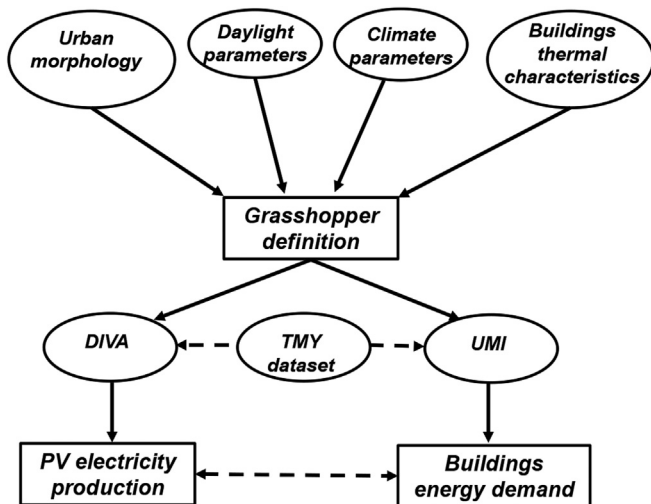 Urban
morphology
Daylight
parameters
Climate
parameters
Buildings
thermal
characteristics
Grasshopper
definition
DIVA
TMY
dataset
UMI
PV electricity
production
Buildings
energy demand